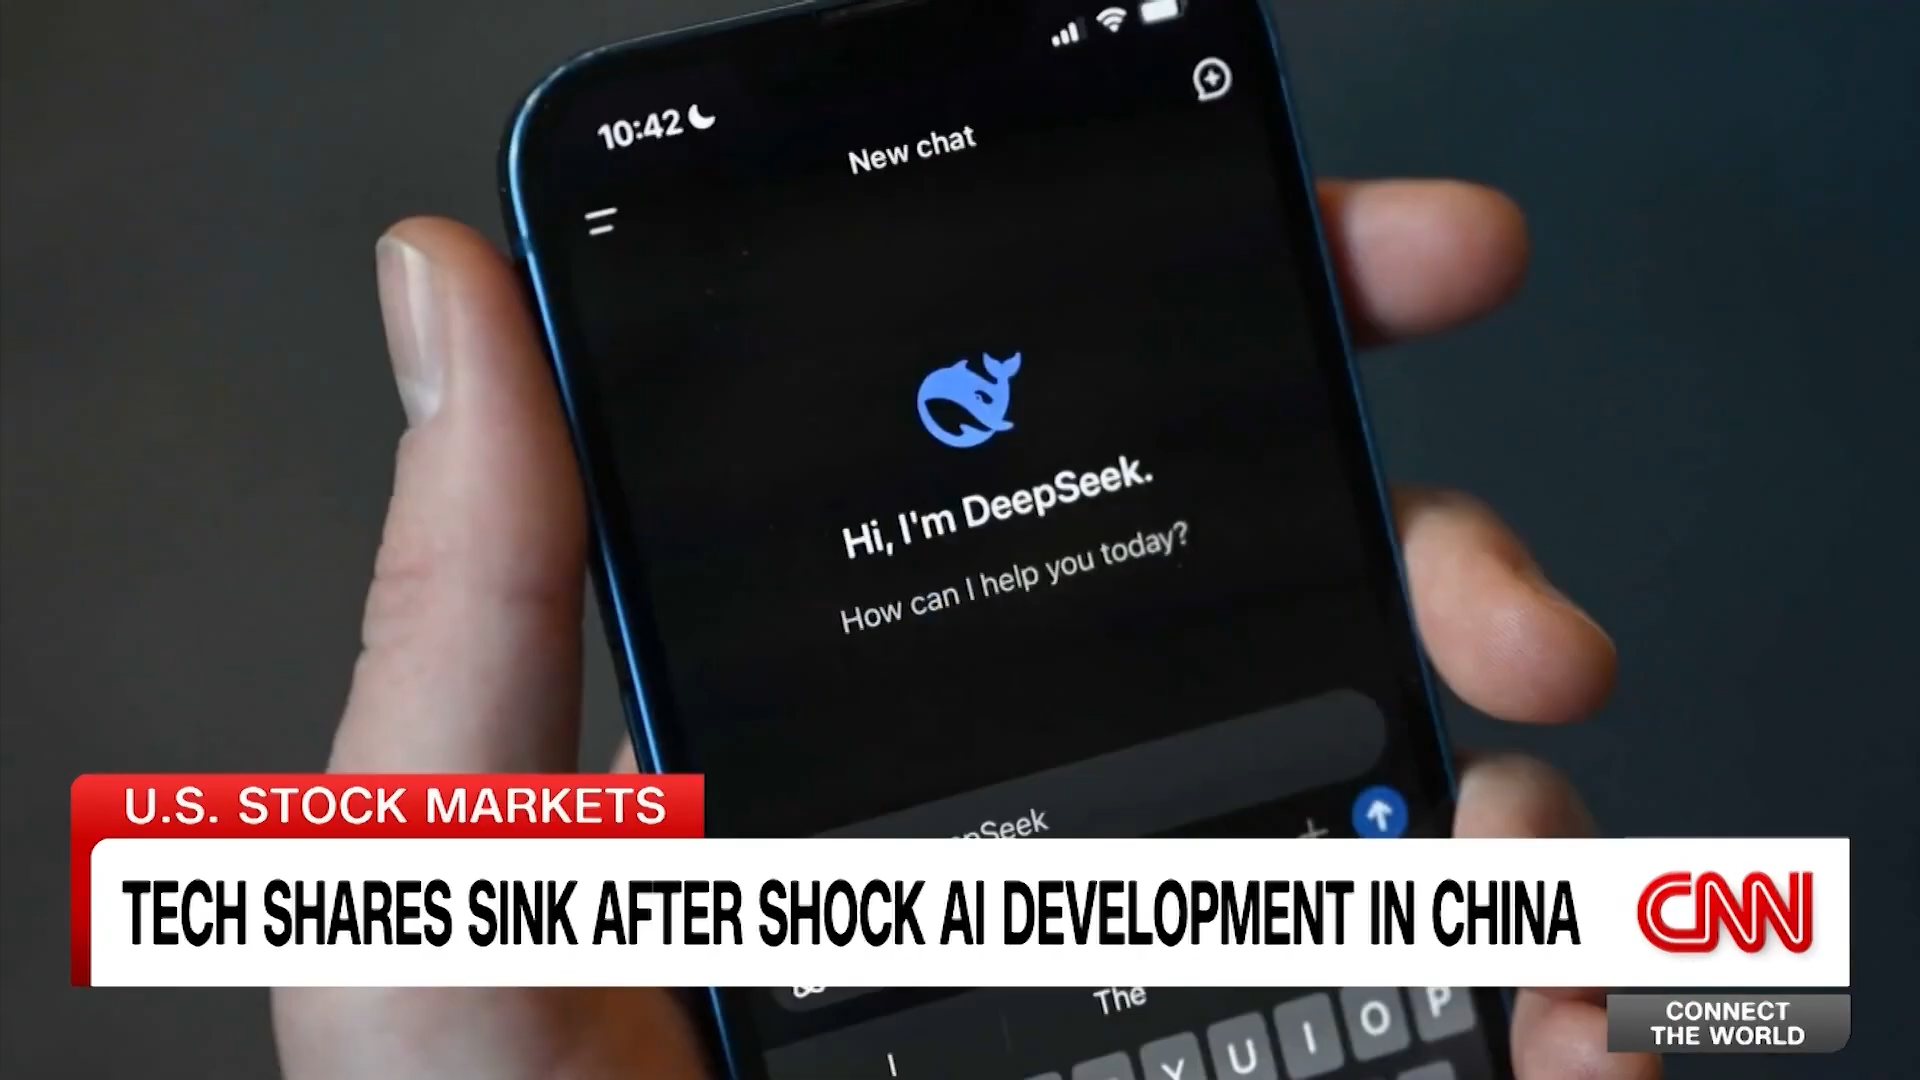 10:42
New chat
Hi, I'm DeepSeek.
How can I help you today?
U.S. STOCK MARKETS
TECH SHARES SINK AFTER SHOCK AI DEVELOPMENT IN CHINA
CNN
CONNECT
THE WORLD
The
I
Y U I O P